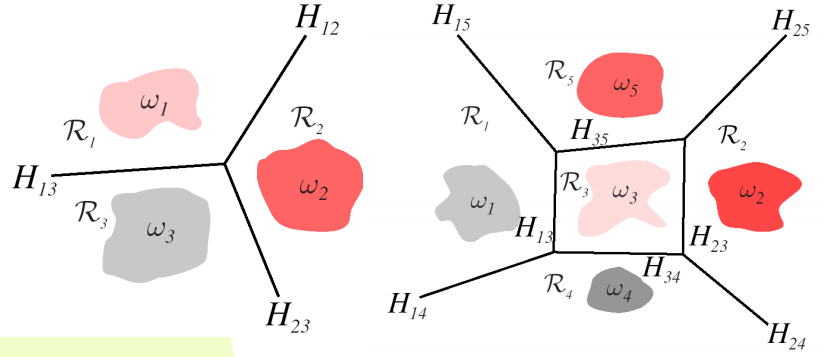 H₁₂
ω₁
R₁
R₂
H₁₃
R₃
ω₂
ω₃
H₂₃
H₁₅
H₂₅
R₅
ω₅
R₁
H₃₅
R₂
R₃
ω₃
ω₂
ω₁
H₁₃
H₂₃
H₃₄
R₄
ω₄
H₁₄
H₂₄